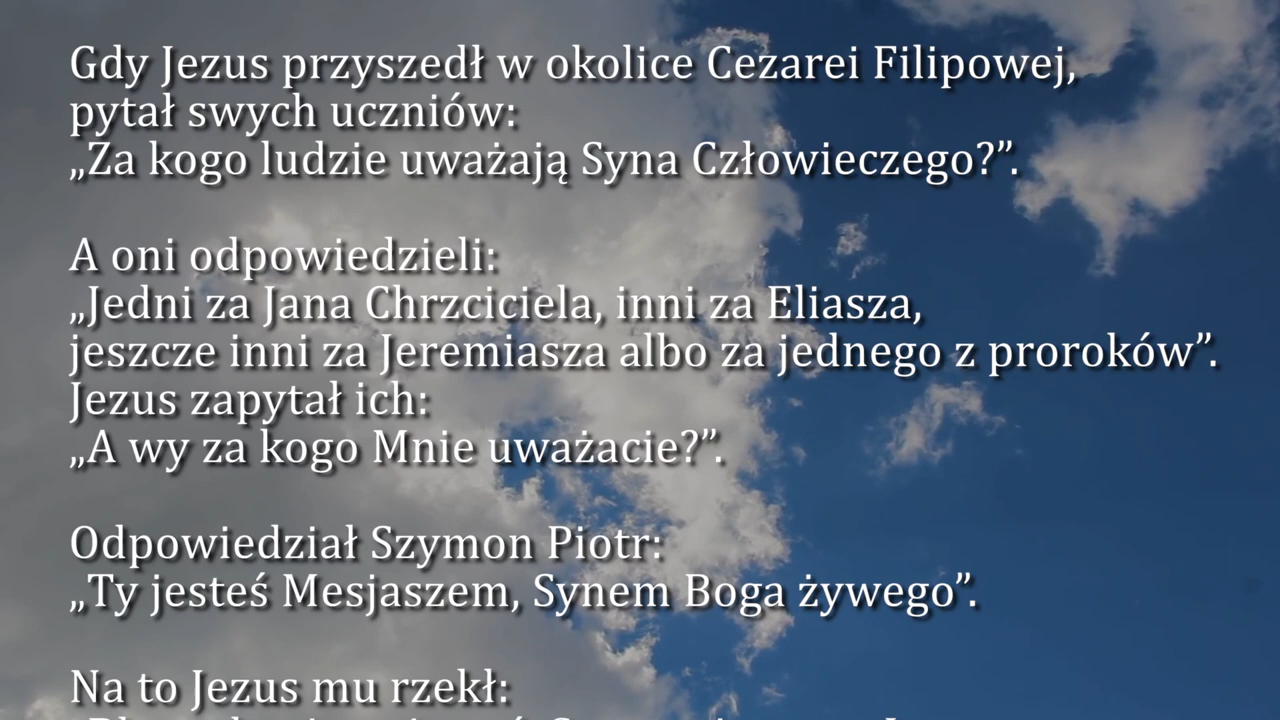 Gdy Jezus przyszedł w okolice Cezarei Filipowej,
pytał swych uczniów:
„Za kogo ludzie uważają Syna Człowieczego?”.
A oni odpowiedzieli:
„Jedni za Jana Chrzciciela, inni za Eliasza,
jeszcze inni za Jeremiasza albo za jednego z proroków”.
Jezus zapytał ich:
„A wy za kogo Mnie uważacie?”.
Odpowiedział Szymon Piotr:
„Ty jesteś Mesjaszem, Synem Boga żywego”.
Na to Jezus mu rzekł: